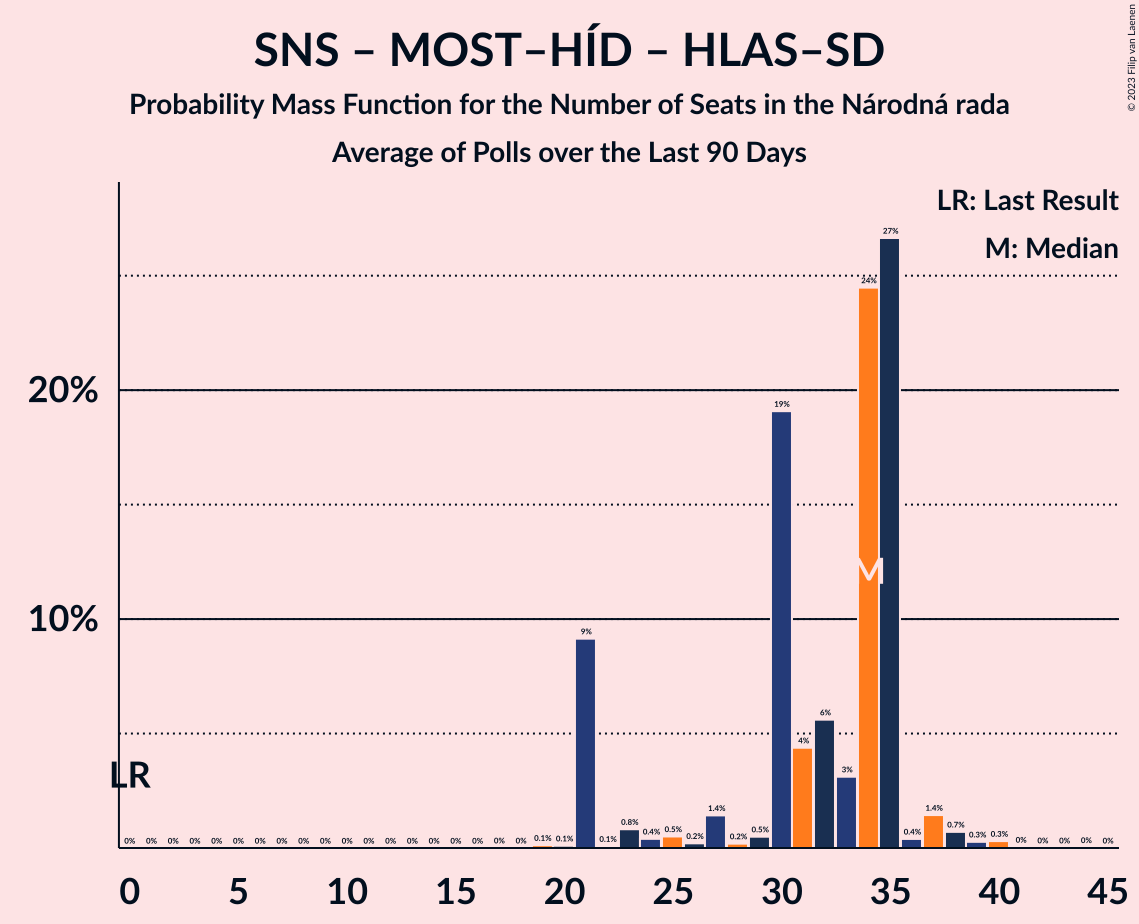 SNS – MOST–HÍD – HLAS–SD
Probability Mass Function for the Number of Seats in the Národná rada
Average of Polls over the Last 90 Days
© 2023 Filip van Laenen
LR: Last Result
M: Median
20%
10%
LR
M
0% 0% 0% 0% 0% 0% 0% 0% 0% 0% 0% 0% 0% 0% 0% 0% 0% 0% 0% 0.1% 0.1% 9% 0.1% 0.8% 0.4% 0.5% 0.2% 1.4% 0.2% 0.5% 19% 4% 6% 3% 24% 27% 0.4% 1.4% 0.7% 0.3% 0.3% 0% 0% 0% 0% 0%
0 5 10 15 20 25 30 35 40 45